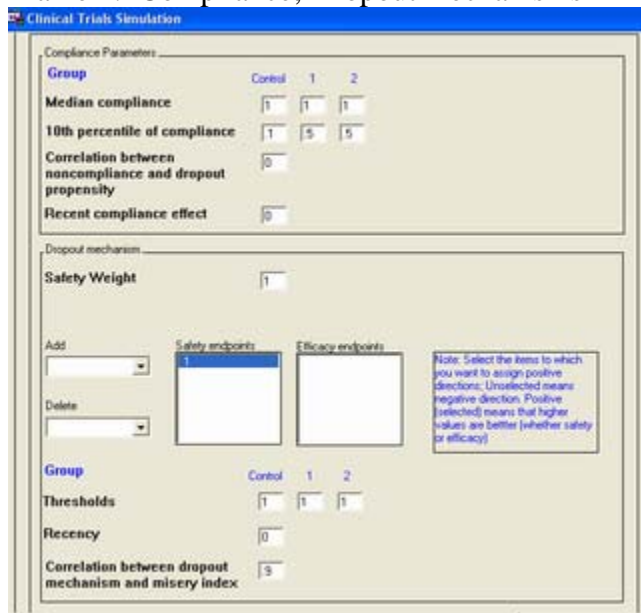 Compliance, Dropout mechanisms
Clinical Trials Simulation
Compliance Parameters
Group Control 1 2
Median compliance 1 1 1
10th percentile of compliance .1 .5 .5
Correlation between
noncompliance and dropout
propensity 0
Recent compliance effect 0
Dropout mechanism
Safety Weight 1
Add
Safety endpoints
1
Efficacy endpoints
Note: Select the items to which
you want to assign positive
directions; Unselected means
negative direction. Positive
(selected) means that higher
values are bettter (whether safety
or efficacy)
Delete
Group Control 1 2
Thresholds 1 1 1
Recency 0
Correlation between dropout
mechanism and misery index .9